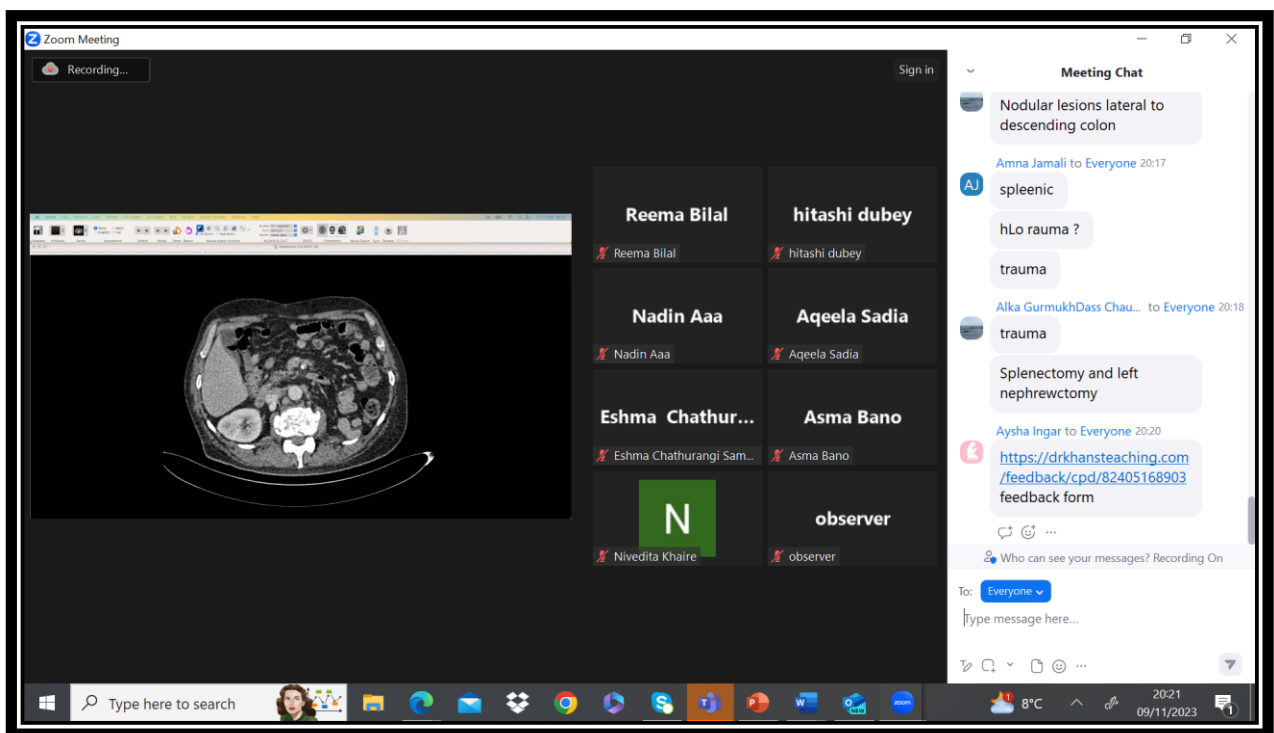 Zoom Meeting
Recording...
Sign in
Reema Bilal
hitashi dubey
Reema Bilal
hitashi dubey
Nadin Aaa
Aqeela Sadia
Nadin Aaa
Aqeela Sadia
Eshma Chathur...
Asma Bano
Eshma Chathurangi Sam...
Asma Bano
N
observer
Nivedita Khaire
observer
Meeting Chat
Nodular lesions lateral to
descending colon
Amna Jamali to Everyone 20:17
AJ
spleenic
hLo rauma ?
trauma
Alka GurmukhDass Chau... to Everyone 20:18
trauma
Splenectomy and left
nephrewctomy
Aysha Ingar to Everyone 20:20
https://drkhansteaching.com
/feedback/cpd/82405168903
feedback form
Who can see your messages? Recording On
To: Everyone
Type message here...
Type here to search
NEW
zoom
1
8°C
20:21
09/11/2023
1